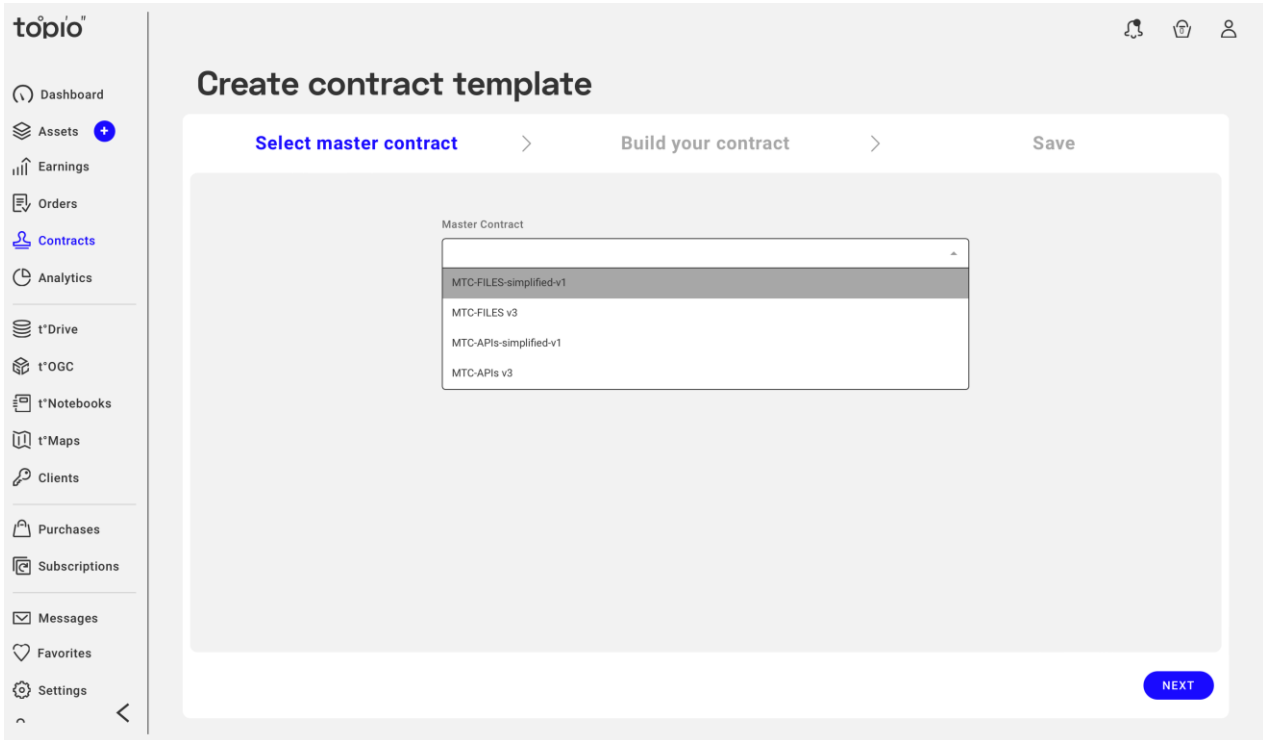 topio
Create contract template
Dashboard
Assets
Earnings
Orders
Contracts
Analytics
t°Drive
t°OGC
t°Notebooks
t°Maps
Clients
Purchases
Subscriptions
Messages
Favorites
Settings
Select master contract > Build your contract > Save
Master Contract
MTC-FILES-simplified-v1
MTC-FILES v3
MTC-APIs-simplified-v1
MTC-APIs v3
NEXT
0